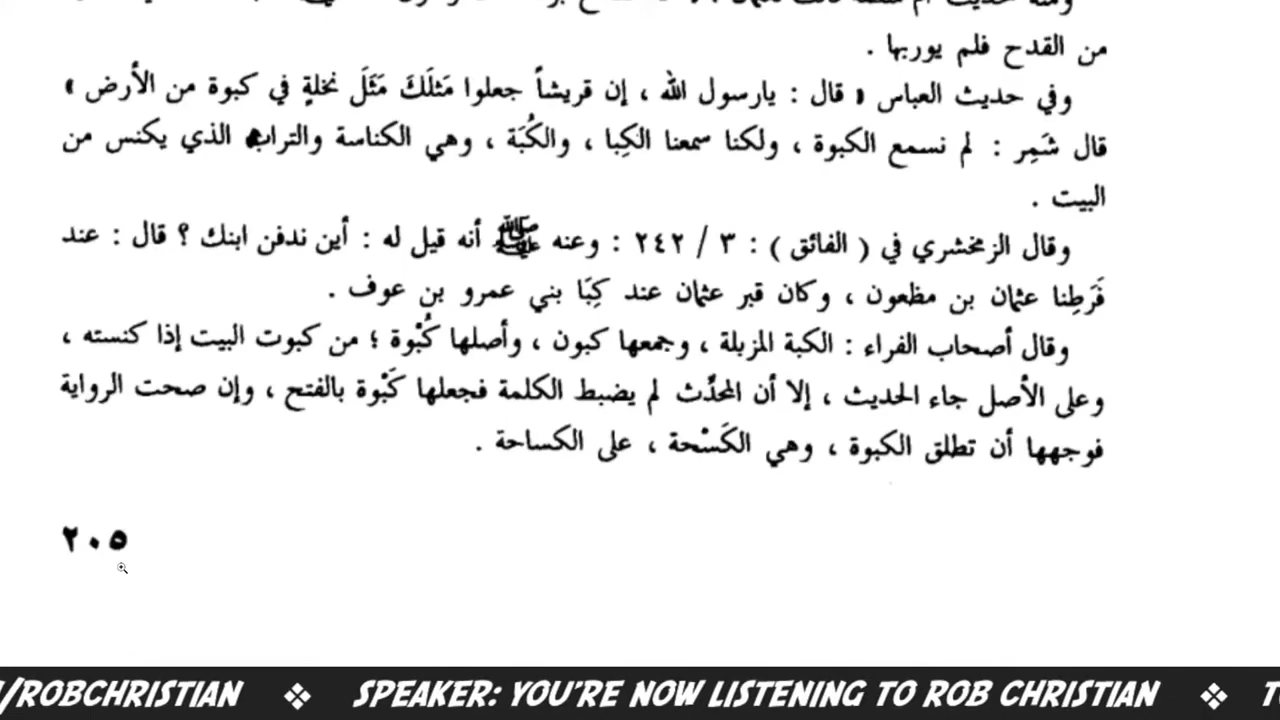 من القدح فلم يوربها .
وفي حديث العباس « قال : يارسول الله ، إن قريشاً جعلوا مَثلَكَ مَثَلَ نخلةٍ في كبوة من الأرض »
قال شَمِر : لم نسمع الكبوة ، ولكنا سمعنا الكِبا ، والكُبَة ، وهي الكناسة والتراب الذي يكنس من
البيت .
وقال الزمخشري في ( الفائق ) : ٣ / ٢٤٢ : وعنه ﷺ أنه قيل له : أين ندفن ابنك ؟ قال : عند
فَرَطِنا عثمان بن مظعون ، وكان قبر عثمان عند كِبَا بني عمرو بن عوف .
وقال أصحاب الفراء : الكبة المزبلة ، وجمعها كبون ، وأصلها كُبْوة ؛ من كبوت البيت إذا كنسته ،
وعلى الأصل جاء الحديث ، إلا أن المحدِّث لم يضبط الكلمة فجعلها كَبْوة بالفتح ، وإن صحت الرواية
فوجهها أن تطلق الكبوة ، وهي الكَسْحة ، على الكساحة .
٢٠٥
/ROBCHRISTIAN ❖ SPEAKER: YOU'RE NOW LISTENING TO ROB CHRISTIAN ❖